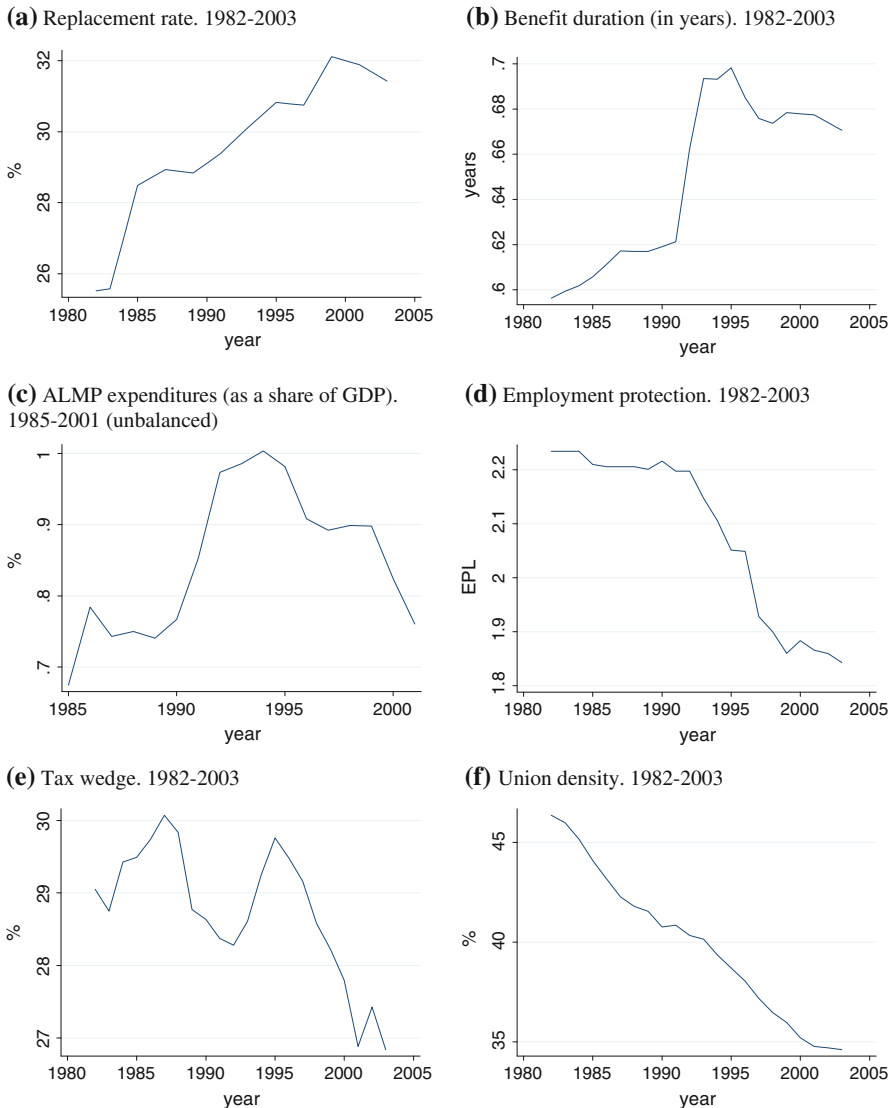 (a) Replacement rate. 1982-2003
%
32
30
28
26
1980 1985 1990 1995 2000 2005
year
(b) Benefit duration (in years). 1982-2003
years
.7
.68
.66
.64
.62
.6
1980 1985 1990 1995 2000 2005
year
(c) ALMP expenditures (as a share of GDP).
1985-2001 (unbalanced)
%
1
.9
.8
.7
1985 1990 1995 2000
year
(d) Employment protection. 1982-2003
EPL
2.2
2.1
2
1.9
1.8
1980 1985 1990 1995 2000 2005
year
(e) Tax wedge. 1982-2003
%
30
29
28
27
1980 1985 1990 1995 2000 2005
year
(f) Union density. 1982-2003
%
45
40
35
1980 1985 1990 1995 2000 2005
year